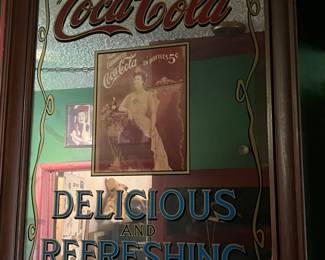 Coca-Cola
Coca-Cola
IN BOTTLES 5¢
DELICIOUS
AND
REFRESHING